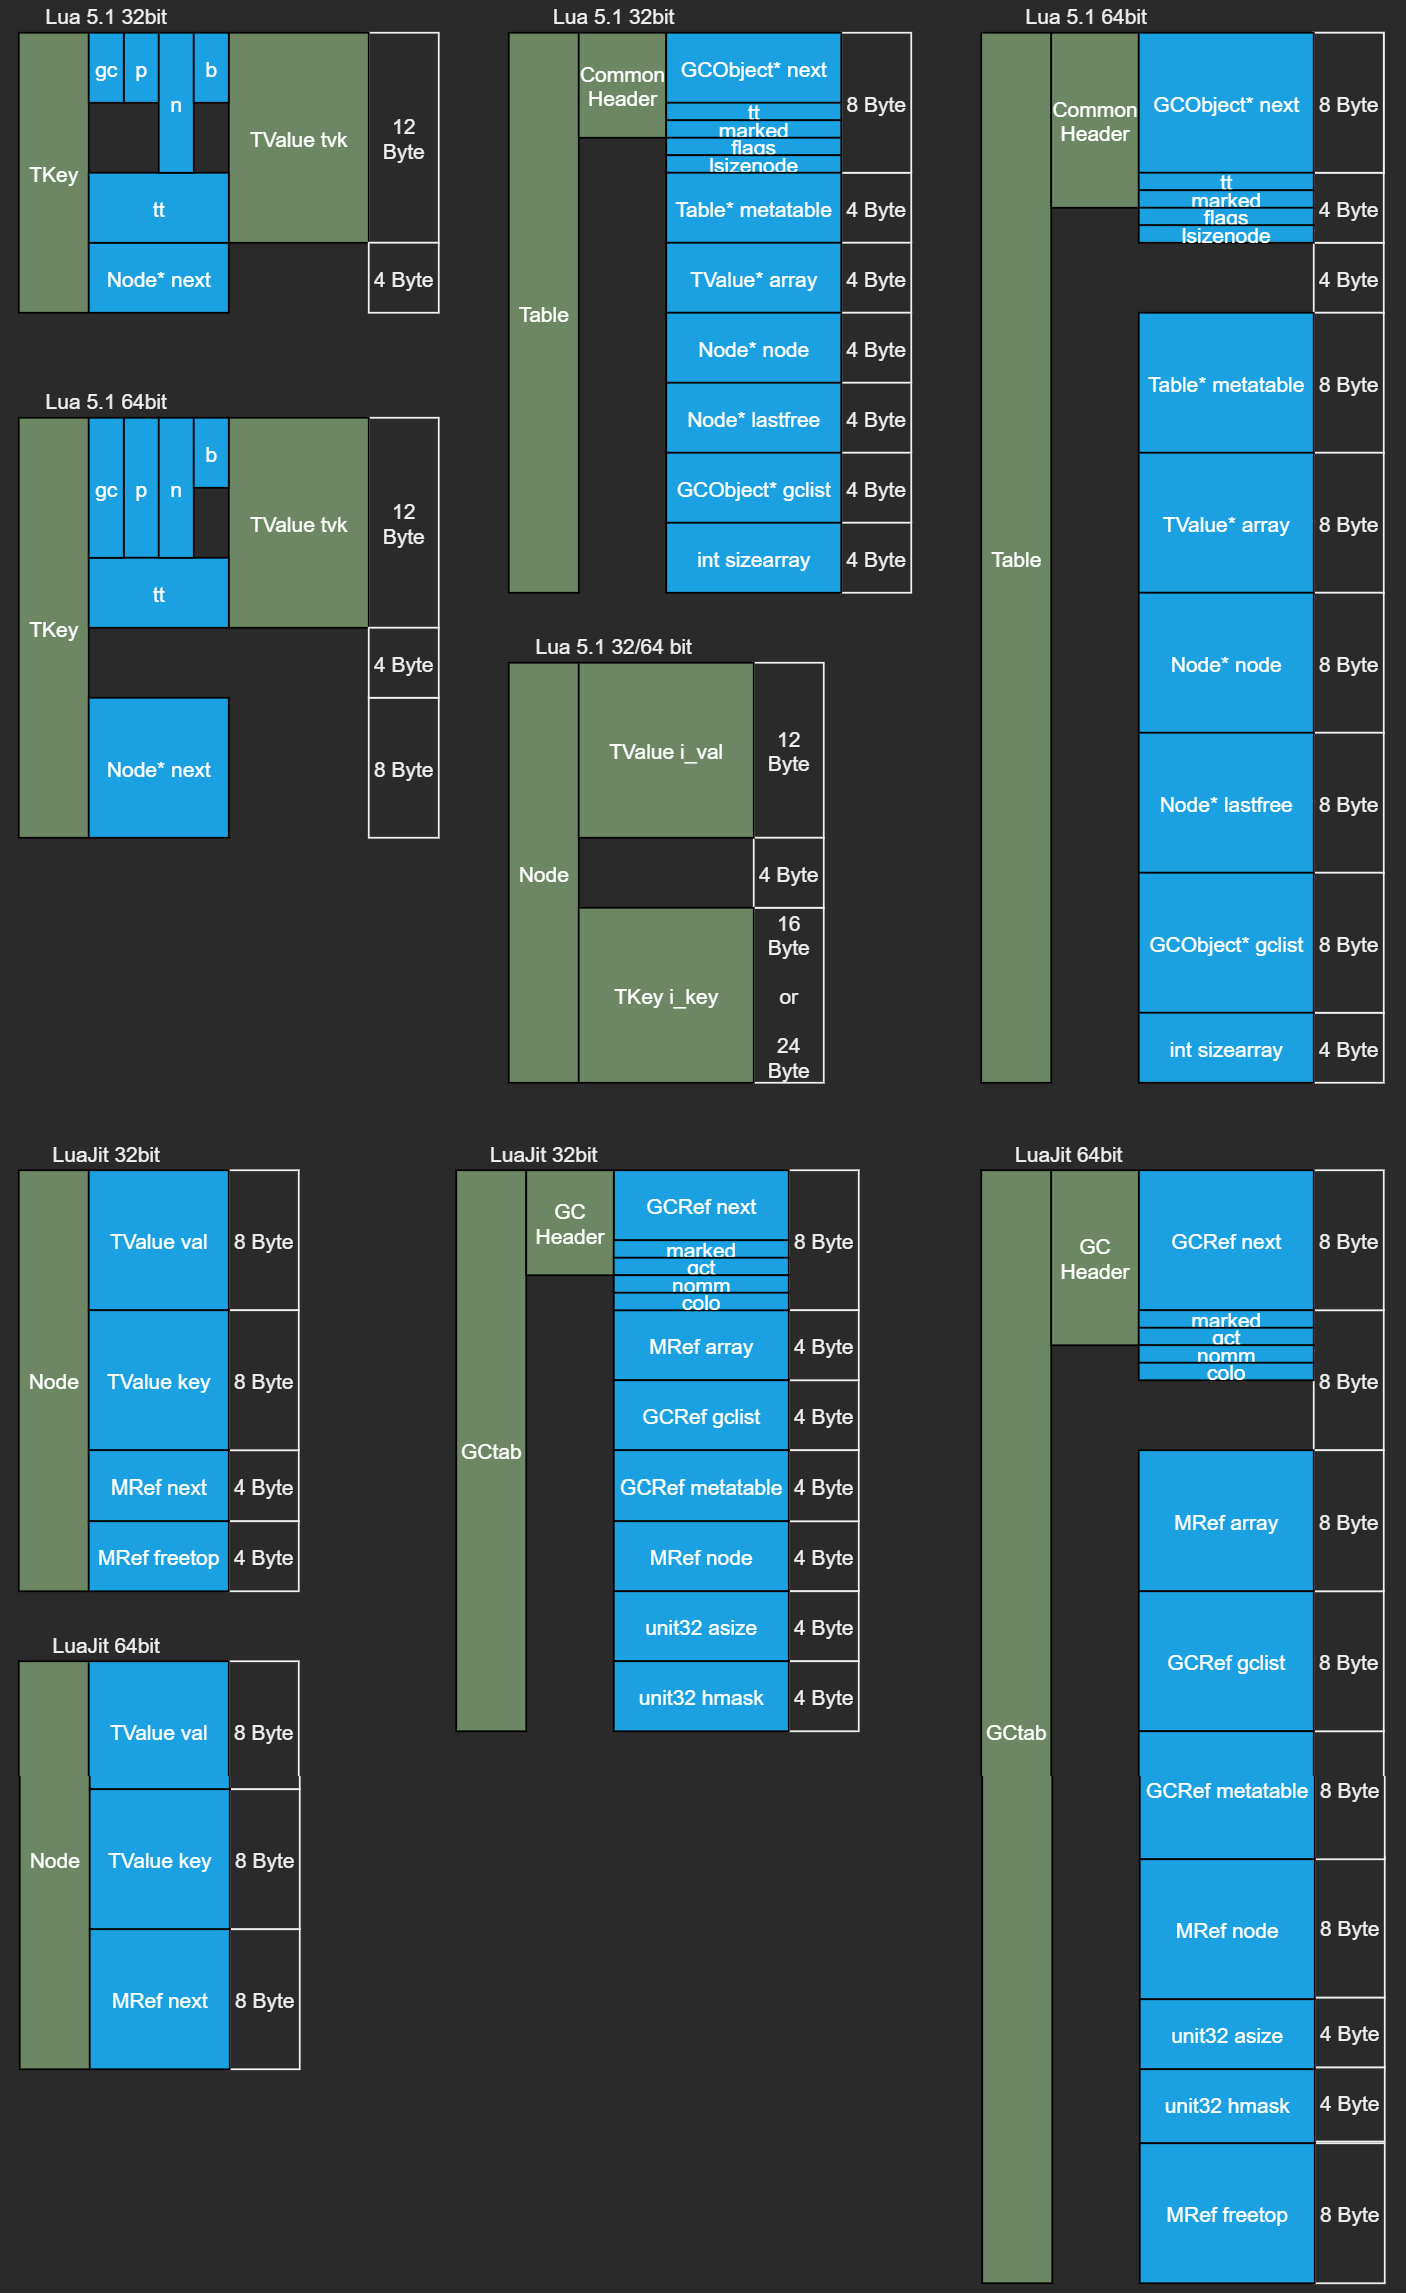 Lua 5.1 32bit
TKey
gc
p
n
b
tt
Node* next
TValue tvk
12
Byte
4 Byte
Lua 5.1 64bit
TKey
gc
p
n
b
tt
Node* next
TValue tvk
12
Byte
4 Byte
8 Byte
Lua 5.1 32bit
Table
Common
Header
GCObject* next
tt
marked
flags
lsizenode
Table* metatable
TValue* array
Node* node
Node* lastfree
GCObject* gclist
int sizearray
8 Byte
4 Byte
4 Byte
4 Byte
4 Byte
4 Byte
4 Byte
Lua 5.1 32/64 bit
Node
TValue i_val
TKey i_key
12
Byte
4 Byte
16
Byte
or
24
Byte
Lua 5.1 64bit
Table
Common
Header
GCObject* next
tt
marked
flags
lsizenode
Table* metatable
TValue* array
Node* node
Node* lastfree
GCObject* gclist
int sizearray
8 Byte
4 Byte
4 Byte
8 Byte
8 Byte
8 Byte
8 Byte
8 Byte
4 Byte
LuaJit 32bit
Node
TValue val
TValue key
MRef next
MRef freetop
8 Byte
8 Byte
4 Byte
4 Byte
LuaJit 64bit
Node
TValue val
TValue key
MRef next
8 Byte
8 Byte
8 Byte
LuaJit 32bit
GCtab
GC
Header
GCRef next
marked
gct
nomm
colo
MRef array
GCRef gclist
GCRef metatable
MRef node
unit32 asize
unit32 hmask
8 Byte
4 Byte
4 Byte
4 Byte
4 Byte
4 Byte
4 Byte
LuaJit 64bit
GCtab
GC
Header
GCRef next
marked
gct
nomm
colo
MRef array
GCRef gclist
GCRef metatable
MRef node
unit32 asize
unit32 hmask
MRef freetop
8 Byte
8 Byte
8 Byte
8 Byte
8 Byte
8 Byte
4 Byte
4 Byte
8 Byte